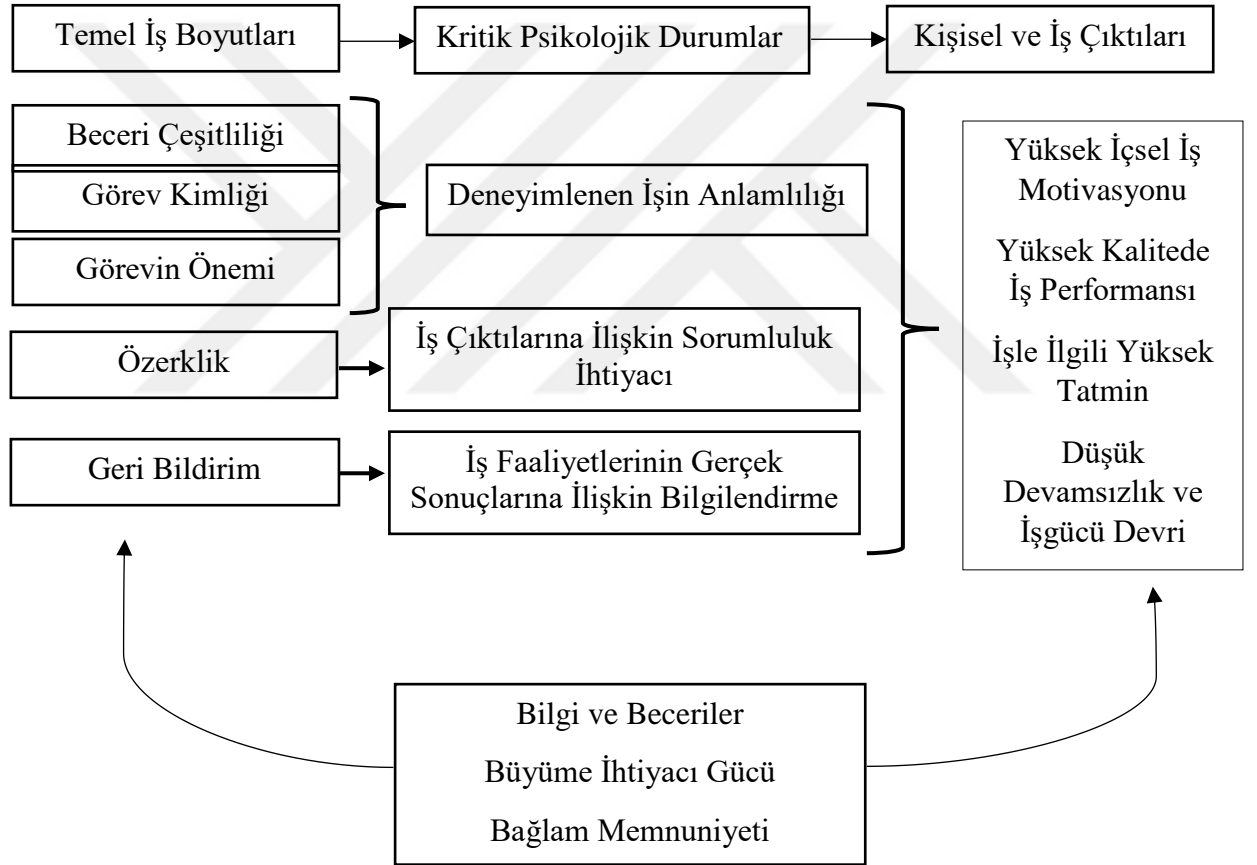 Temel İş Boyutları
Kritik Psikolojik Durumlar
Kişisel ve İş Çıktıları
Beceri Çeşitliliği
Görev Kimliği
Görevin Önemi
Deneyimlenen İşin Anlamlılığı
Özerklik
İş Çıktılarına İlişkin Sorumluluk
İhtiyacı
Geri Bildirim
İş Faaliyetlerinin Gerçek
Sonuçlarına İlişkin Bilgilendirme
Yüksek İçsel İş
Motivasyonu
Yüksek Kalitede
İş Performansı
İşle İlgili Yüksek
Tatmin
Düşük
Devamsızlık ve
İşgücü Devri
Bilgi ve Beceriler
Büyüme İhtiyacı Gücü
Bağlam Memnuniyeti